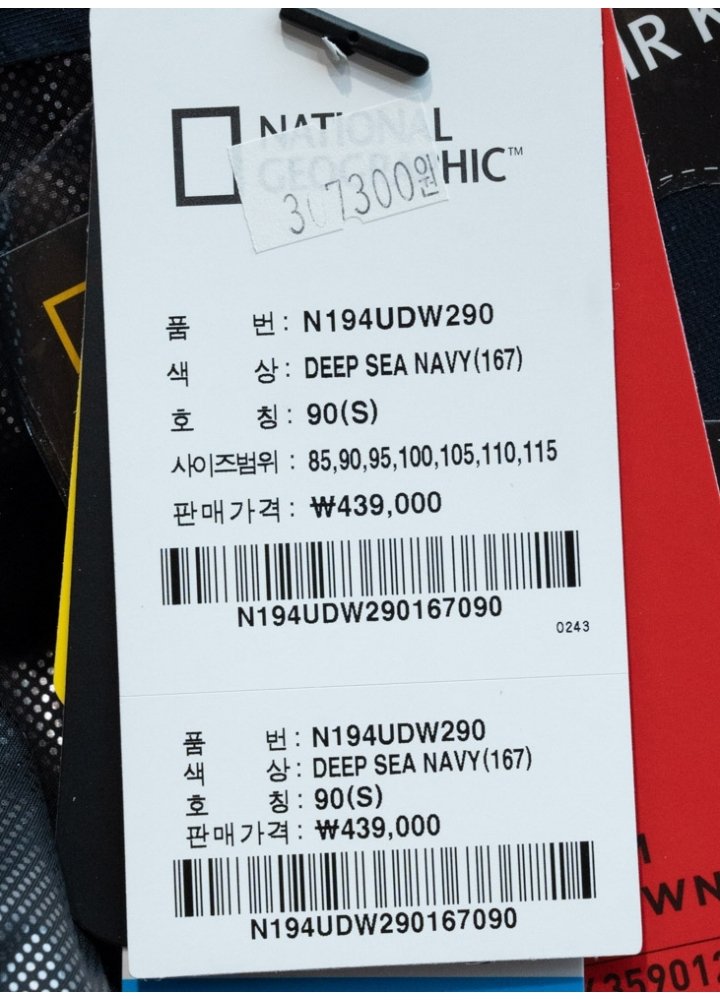 NATIONAL
GEOGRAPHIC™
307300원
품 번 : N194UDW290
색 상 : DEEP SEA NAVY(167)
호 칭 : 90(S)
사이즈범위 : 85,90,95,100,105,110,115
판매가격 : ₩439,000
N194UDW290167090
0243
품 번 : N194UDW290
색 상 : DEEP SEA NAVY(167)
호 칭 : 90(S)
판매가격 : ₩439,000
N194UDW290167090